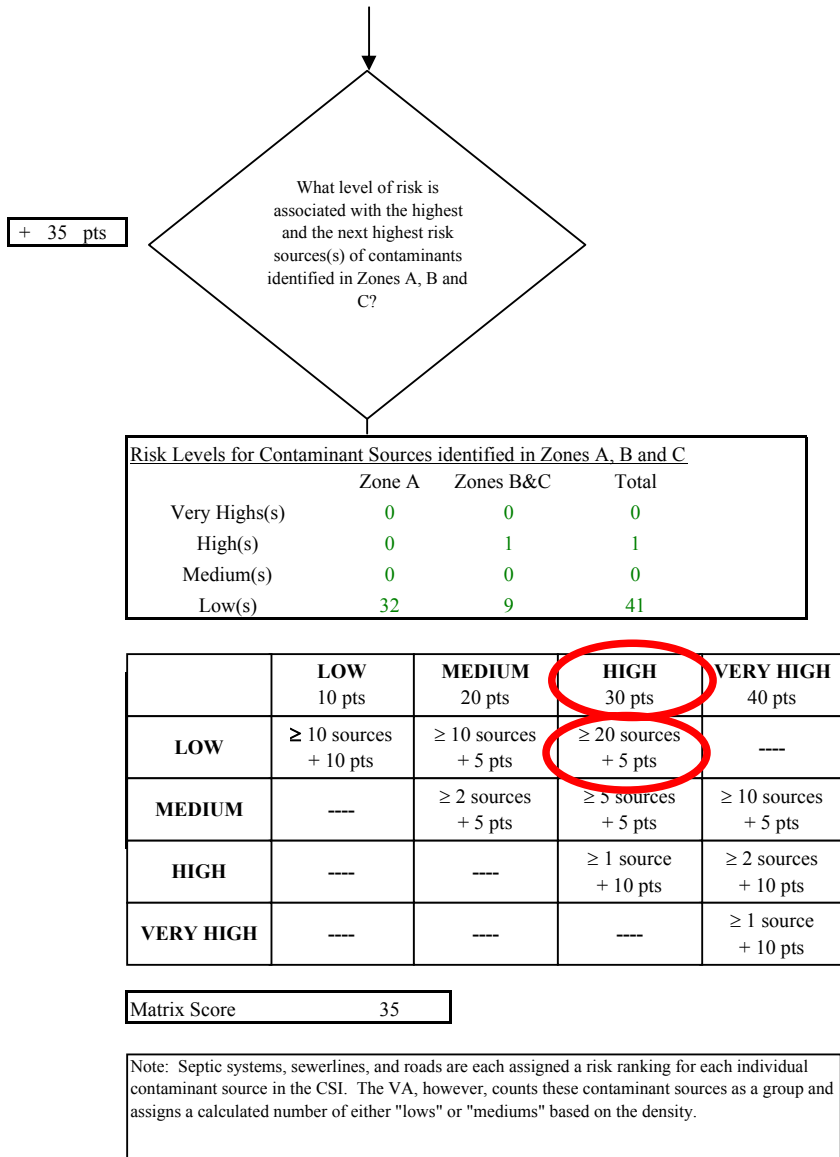 What level of risk is
associated with the highest
and the next highest risk
sources(s) of contaminants
identified in Zones A, B and
C?
+ 35 pts
Risk Levels for Contaminant Sources identified in Zones A, B and C
Zone A Zones B&C Total
Very Highs(s) 0 0 0
High(s) 0 1 1
Medium(s) 0 0 0
Low(s) 32 9 41
LOW MEDIUM HIGH VERY HIGH
10 pts 20 pts 30 pts 40 pts
LOW ≥ 10 sources ≥ 10 sources ≥ 20 sources ----
+ 10 pts + 5 pts + 5 pts
MEDIUM ---- ≥ 2 sources ≥ 5 sources ≥ 10 sources
+ 5 pts + 5 pts + 5 pts
HIGH ---- ---- ≥ 1 source ≥ 2 sources
+ 10 pts + 10 pts
VERY HIGH ---- ---- ---- ≥ 1 source
+ 10 pts
Matrix Score 35
Note: Septic systems, sewerlines, and roads are each assigned a risk ranking for each individual
contaminant source in the CSI. The VA, however, counts these contaminant sources as a group and
assigns a calculated number of either "lows" or "mediums" based on the density.